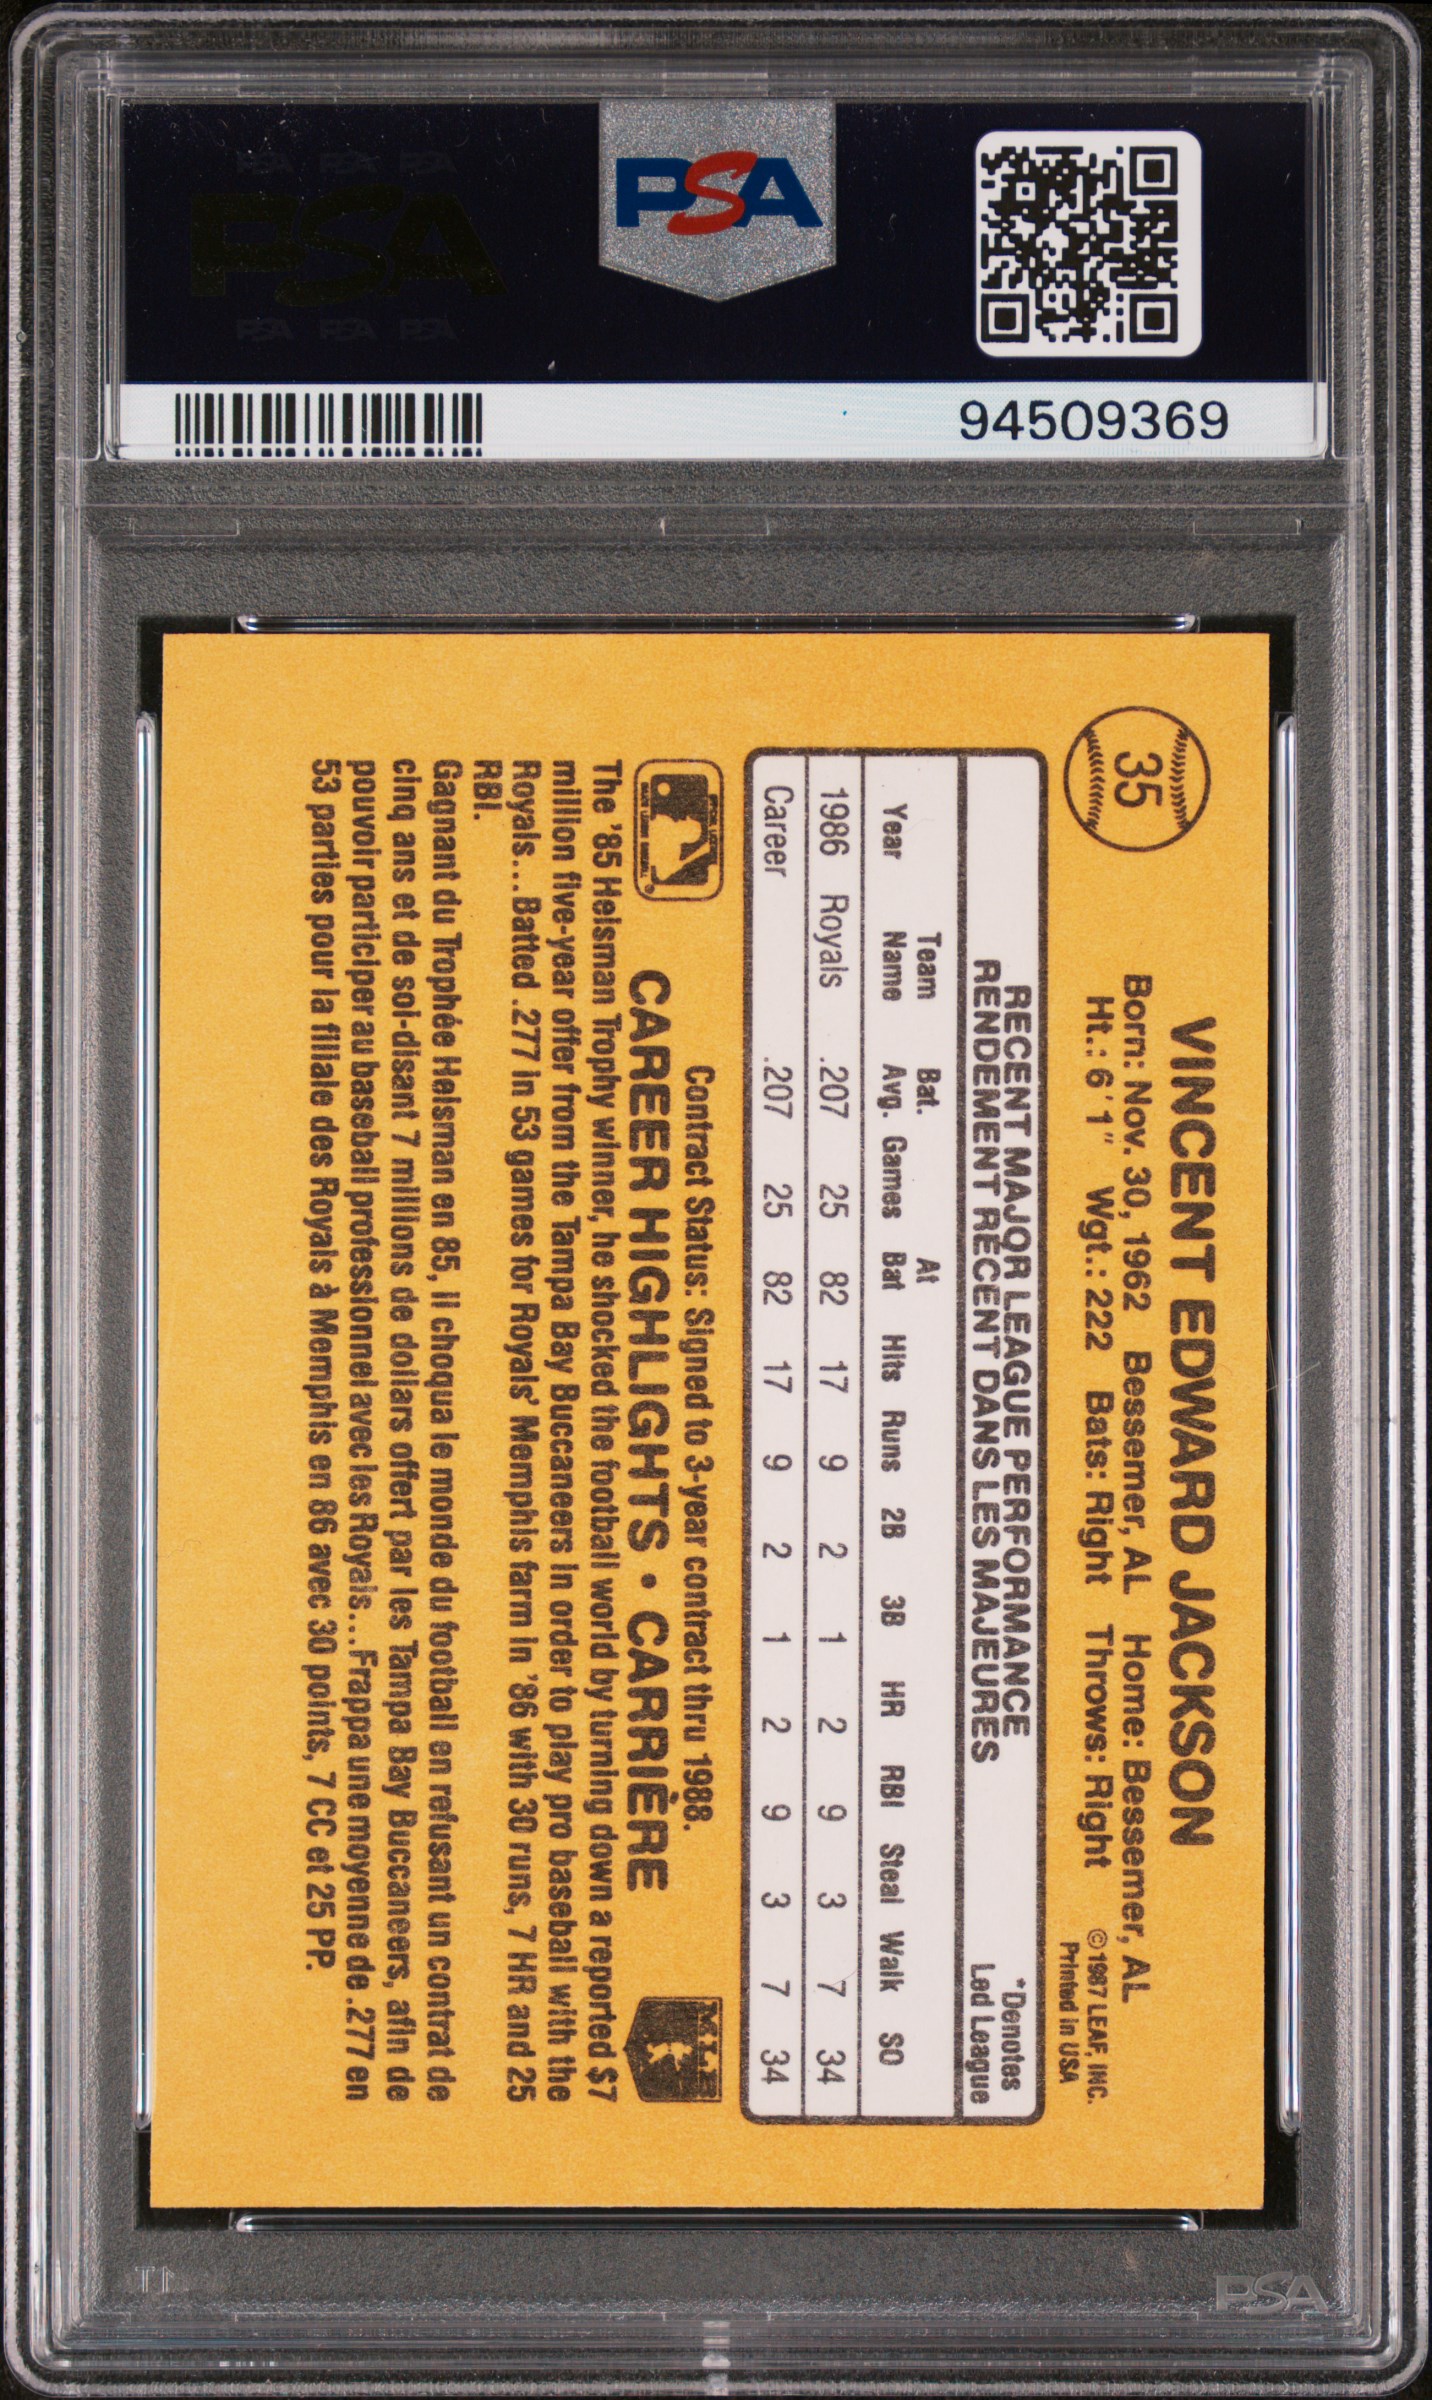 PSA PSA PSA
PSA
PSA PSA PSA
PSA
94509369
35
VINCENT EDWARD JACKSON
Born: Nov. 30, 1962 Bessemer, AL Home: Bessemer, AL
Ht.: 6'1" Wgt.: 222 Bats: Right Throws: Right
©1987 LEAF, INC.
Printed in USA
RECENT MAJOR LEAGUE PERFORMANCE
RENDEMENT RECENT DANS LES MAJEURES
*Denotes
Led League
Year Team Name Bat. Avg. Games At Bat Hits Runs 2B 3B HR RBI Steal Walk SO
1986 Royals .207 25 82 17 9 2 1 2 9 3 7 34
Career .207 25 82 17 9 2 1 2 9 3 7 34
Contract Status: Signed to 3-year contract thru 1988.
CAREER HIGHLIGHTS • CARRIÈRE
MLB
The '85 Heisman Trophy winner, he shocked the football world by turning down a reported $7
million five-year offer from the Tampa Bay Buccaneers in order to play pro baseball with the
Royals...Batted .277 in 53 games for Royals' Memphis farm in '86 with 30 runs, 7 HR and 25
RBI.
Gagnant du Trophée Heisman en 85, il choqua le monde du football en refusant un contrat de
cinq ans et de soi-disant 7 millions de dollars offert par les Tampa Bay Buccaneers, afin de
pouvoir participer au baseball professionnel avec les Royals...Frappa une moyenne de .277 en
53 parties pour la filiale des Royals à Memphis en 86 avec 30 points, 7 CC et 25 PP.
PSA